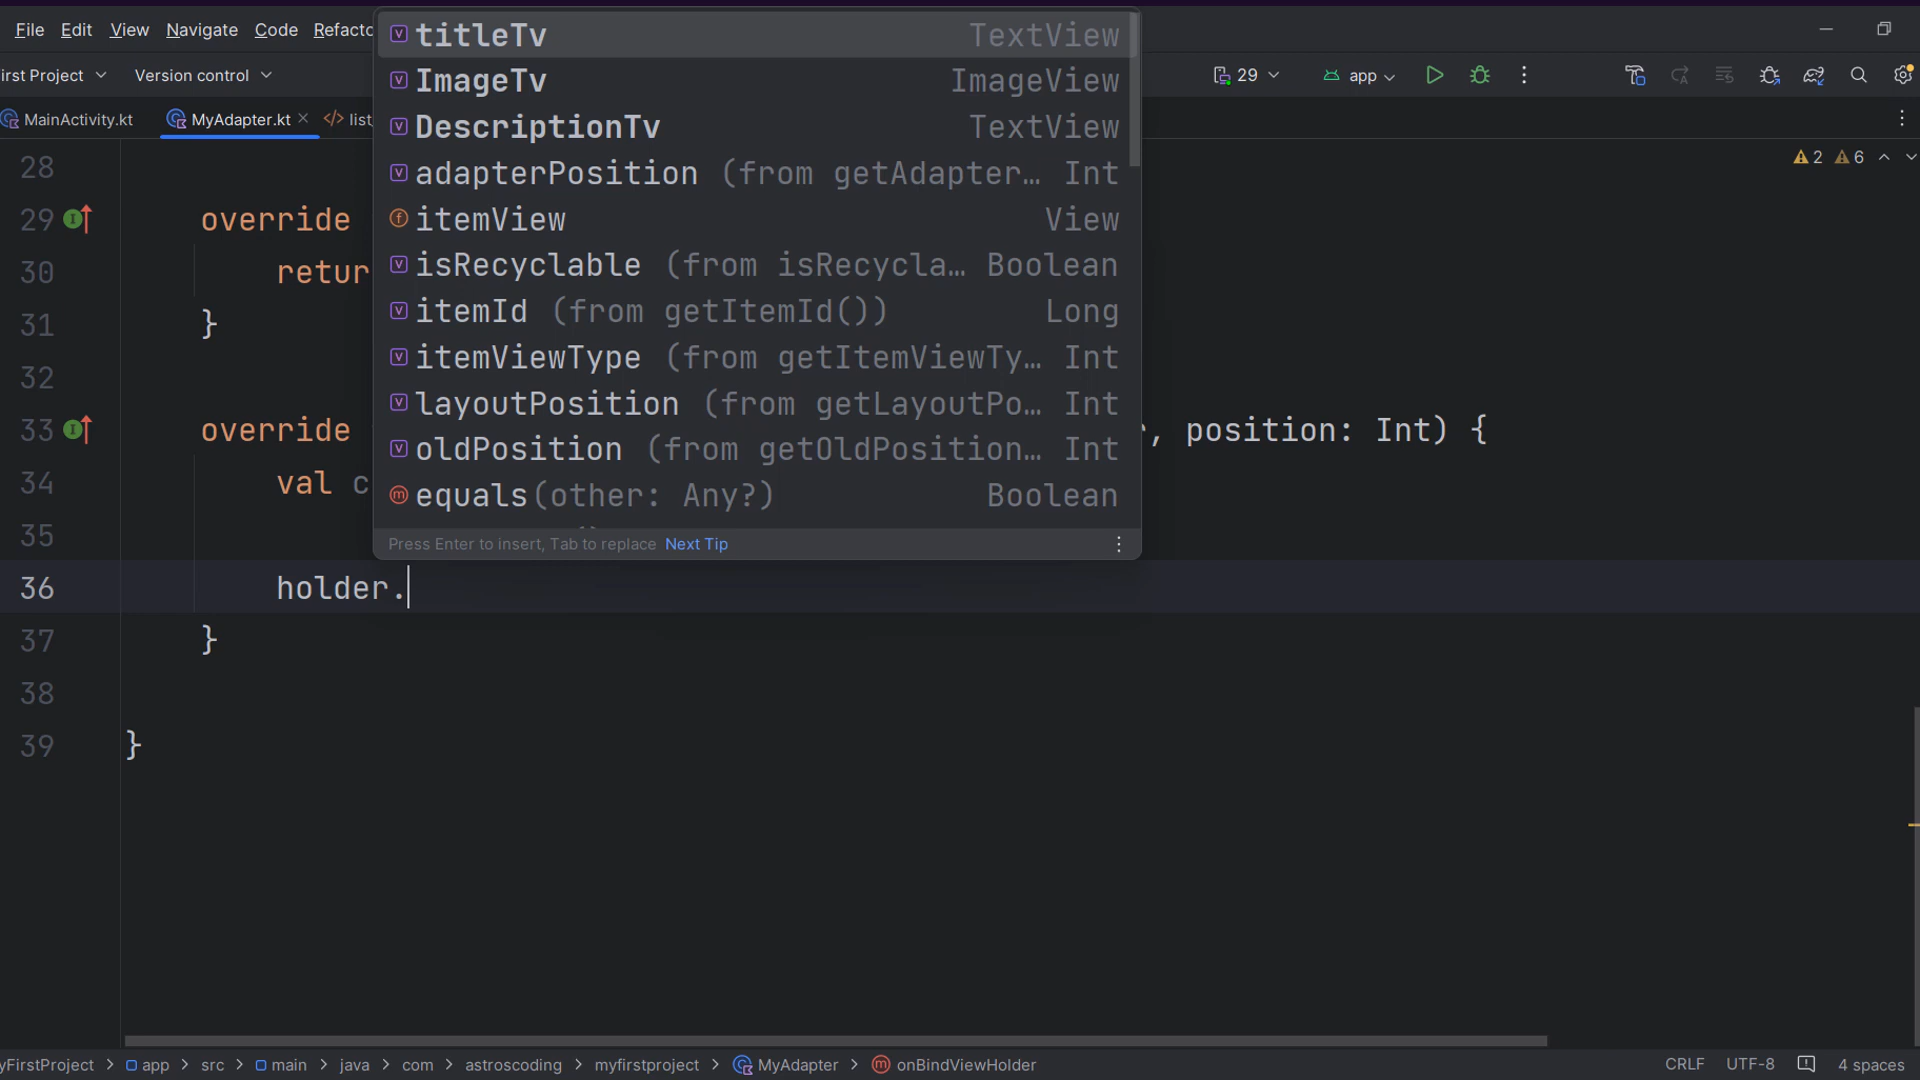 File Edit View Navigate Code Refacto
irst Project Version control 29 app
MainActivity.kt MyAdapter.kt list
titleTv TextView
ImageTv ImageView
DescriptionTv TextView
adapterPosition (from getAdapter… Int
itemView View
isRecyclable (from isRecycla… Boolean
itemId (from getItemId()) Long
itemViewType (from getItemViewTy… Int
layoutPosition (from getLayoutPo… Int
oldPosition (from getOldPosition… Int
equals(other: Any?) Boolean
Press Enter to insert, Tab to replace Next Tip
2 6
28
29 override
30 retur
31 }
32
33 override , position: Int) {
34 val c
35
36 holder.
37 }
38
39 }
yFirstProject > app > src > main > java > com > astroscoding > myfirstproject > MyAdapter > onBindViewHolder CRLF UTF-8 4 spaces